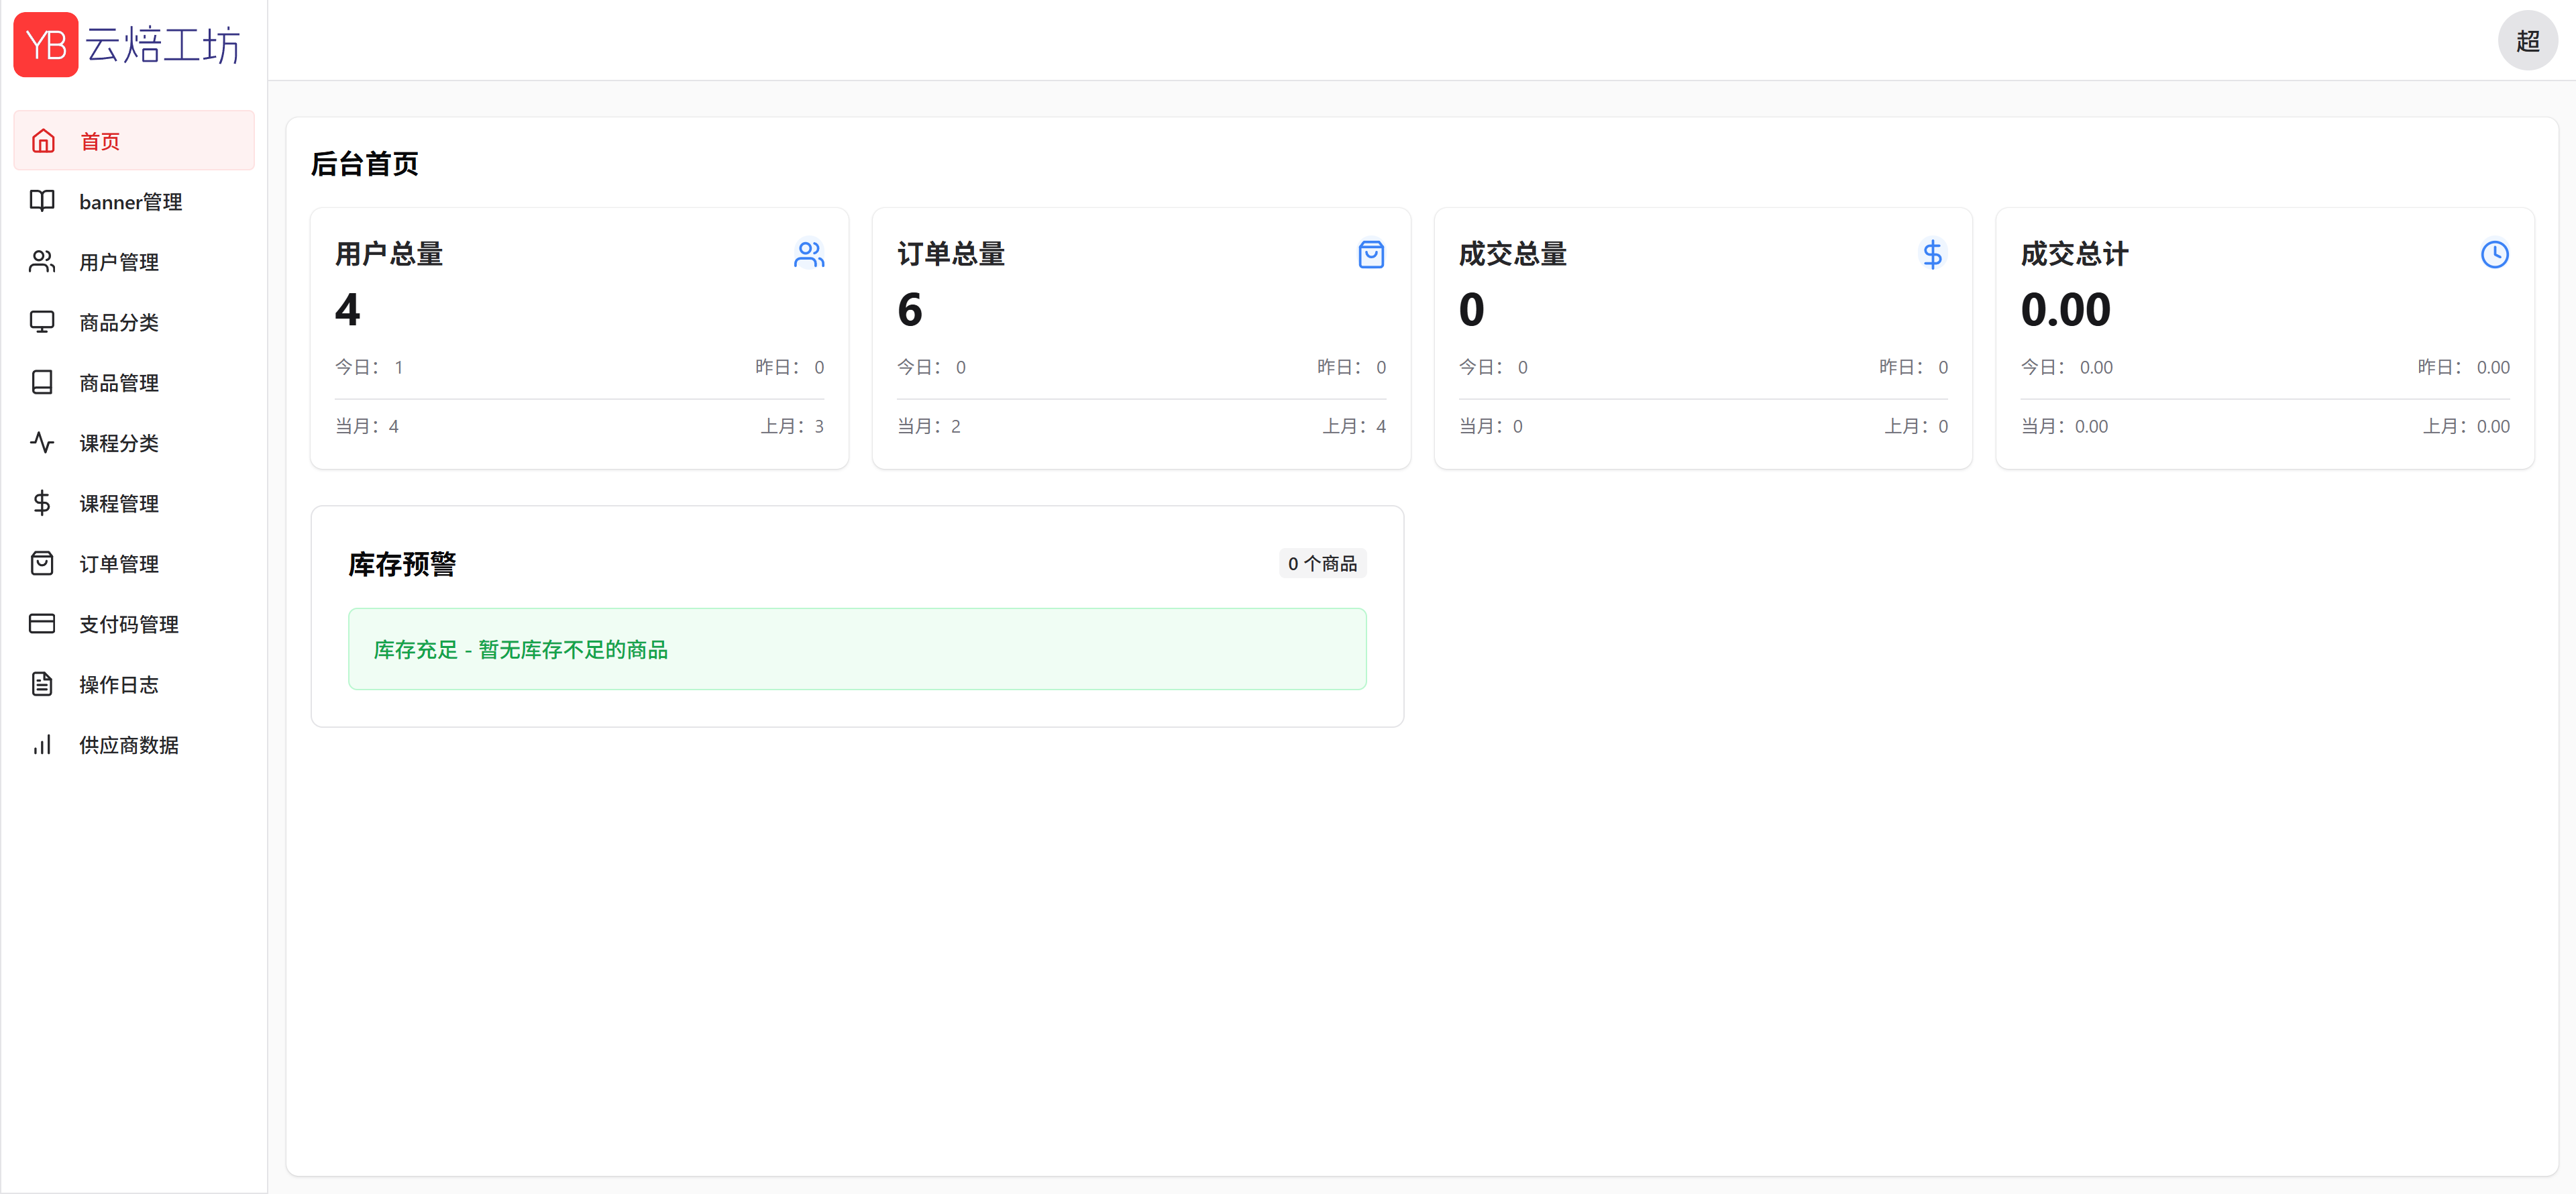 YB 云焙工坊
超
首页
banner管理
用户管理
商品分类
商品管理
课程分类
课程管理
订单管理
支付码管理
操作日志
供应商数据
后台首页
用户总量
4
今日： 1 昨日： 0
当月：4 上月：3
订单总量
6
今日： 0 昨日： 0
当月：2 上月：4
成交总量
0
今日： 0 昨日： 0
当月：0 上月：0
成交总计
0.00
今日： 0.00 昨日： 0.00
当月：0.00 上月：0.00
库存预警 0 个商品
库存充足 - 暂无库存不足的商品